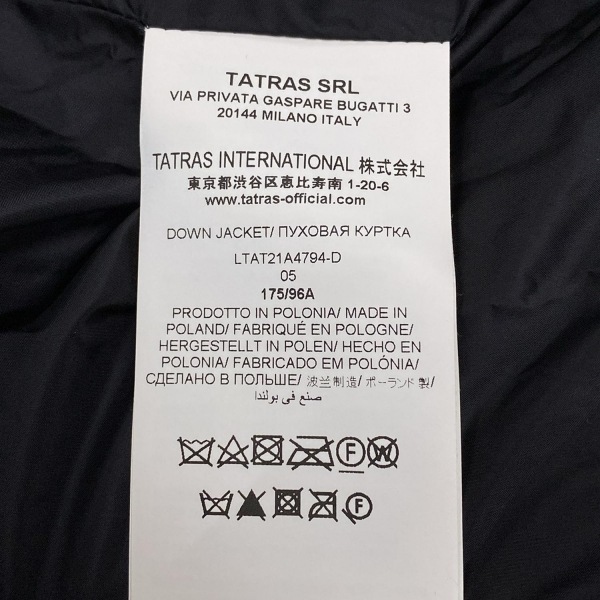 TATRAS SRL
VIA PRIVATA GASPARE BUGATTI 3
20144 MILANO ITALY
TATRAS INTERNATIONAL 株式会社
東京都渋谷区恵比寿南 1-20-6
www.tatras-official.com
DOWN JACKET/ ПУХОВАЯ КУРТКА
LTAT21A4794-D
05
175/96A
PRODOTTO IN POLONIA/ MADE IN
POLAND/ FABRIQUÉ EN POLOGNE/
HERGESTELLT IN POLEN/ HECHO EN
POLONIA/ FABRICADO EM POLÓNIA/
СДЕЛАНО В ПОЛЬШЕ/ 波兰制造/ ポーランド 製/
صنع في بولندا
F W
F